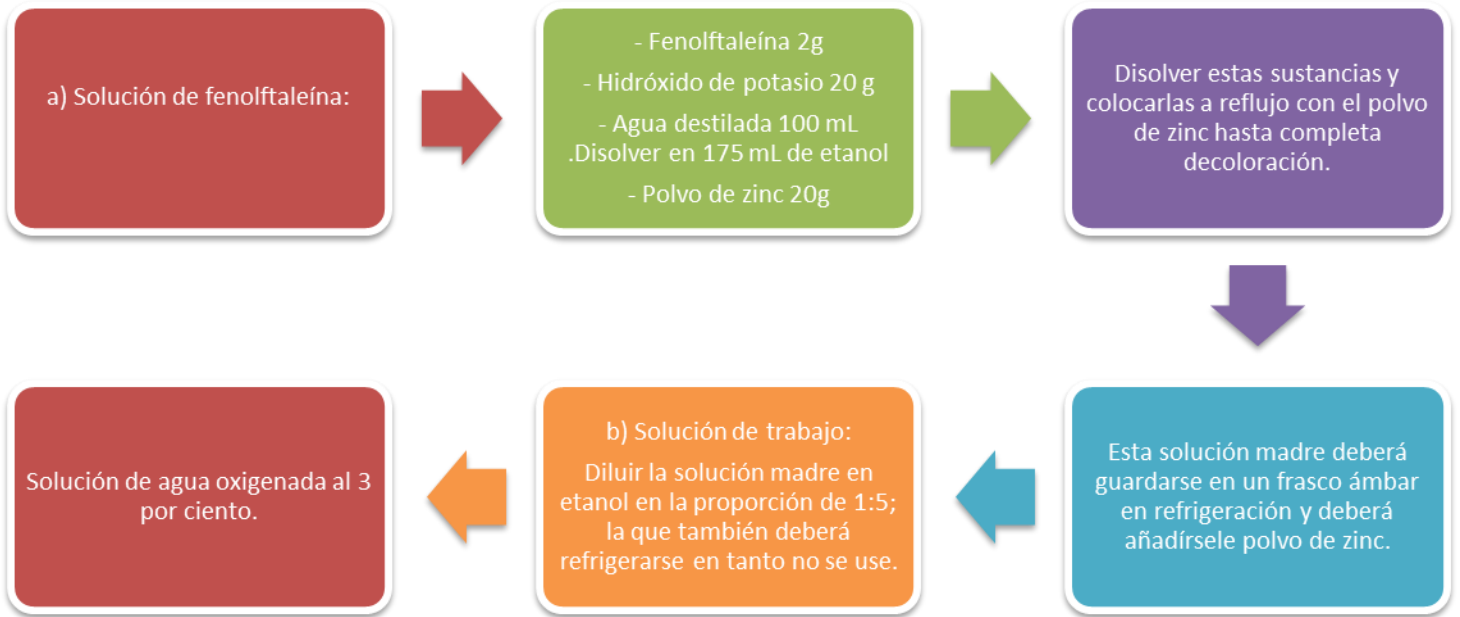 a) Solución de fenolftaleína:
- Fenolftaleína 2g
- Hidróxido de potasio 20 g
- Agua destilada 100 mL
.Disolver en 175 mL de etanol
- Polvo de zinc 20g
Disolver estas sustancias y
colocarlas a reflujo con el polvo
de zinc hasta completa
decoloración.
Esta solución madre deberá
guardarse en un frasco ámbar
en refrigeración y deberá
añadírsele polvo de zinc.
b) Solución de trabajo:
Diluir la solución madre en
etanol en la proporción de 1:5;
la que también deberá
refrigerarse en tanto no se use.
Solución de agua oxigenada al 3
por ciento.